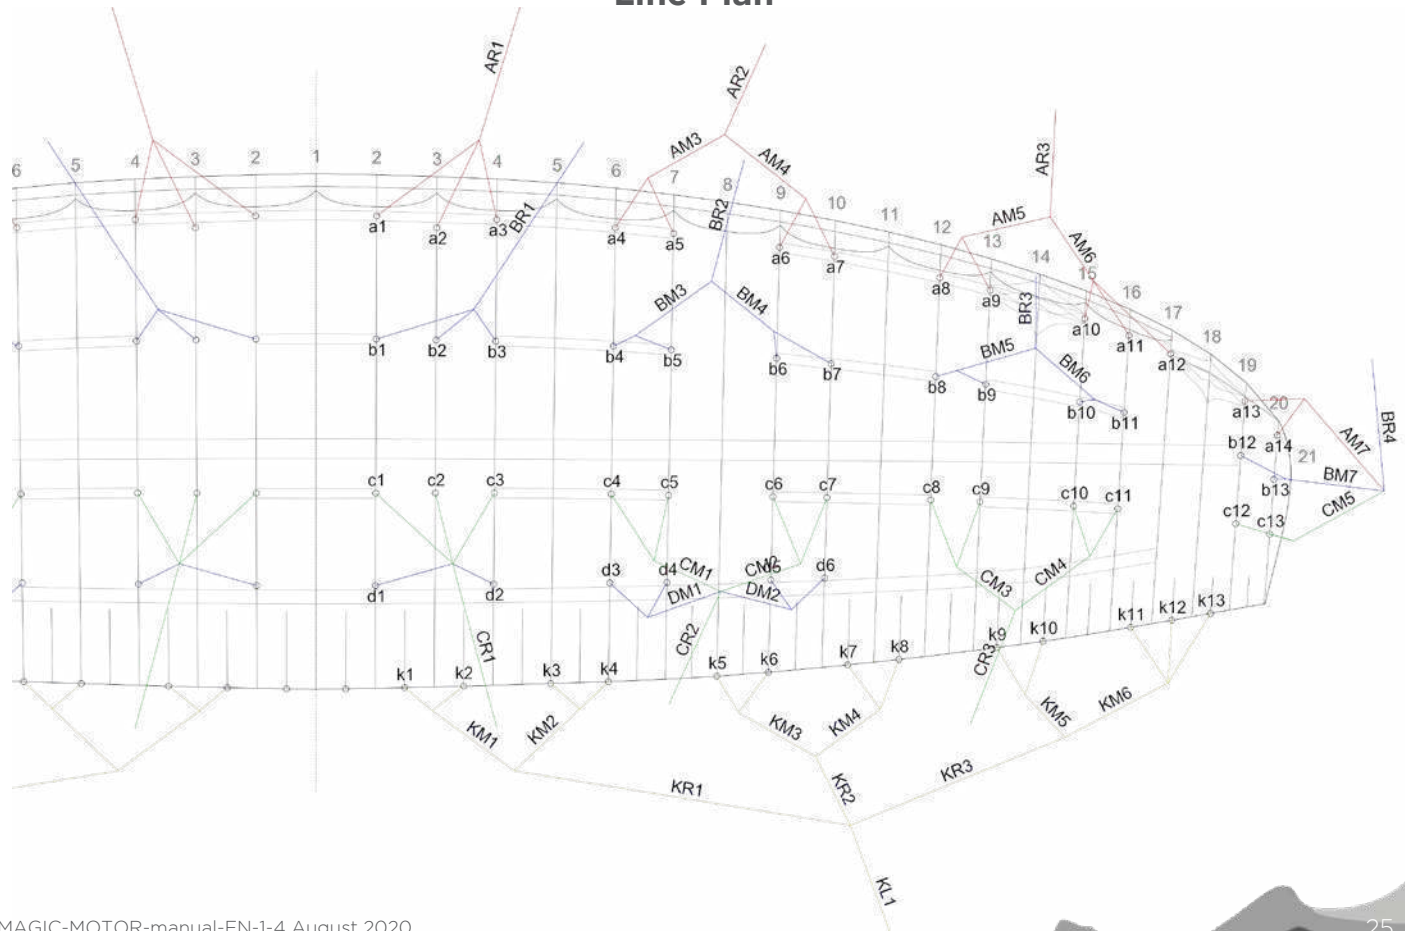 Line Plan
AR1
AR2
AR3
AM3
AM4
AM5
AM6
6 5 4 3 2 1 2 3 4 5 6 7 8 9 10 11 12 13 14 15 16 17 18 19 20 21
a1 a2 a3 a4 a5 a6 a7 a8 a9 a10 a11 a12 a13 a14
BR1
BR2
BR3
BR4
AM7
BM3
BM4
BM5
BM6
BM7
b1 b2 b3 b4 b5 b6 b7 b8 b9 b10 b11 b12 b13
c1 c2 c3 c4 c5 c6 c7 c8 c9 c10 c11 c12 c13
CM1
CM2
CM3
CM4
CM5
d1 d2 d3 d4 d5 d6
DM1
DM2
CR1
CR2
CR3
k1 k2 k3 k4 k5 k6 k7 k8 k9 k10 k11 k12 k13
KM1
KM2
KM3
KM4
KM5
KM6
KR1
KR2
KR3
KL1
MAGIC-MOTOR-manual-EN-1-4 August 2020
25